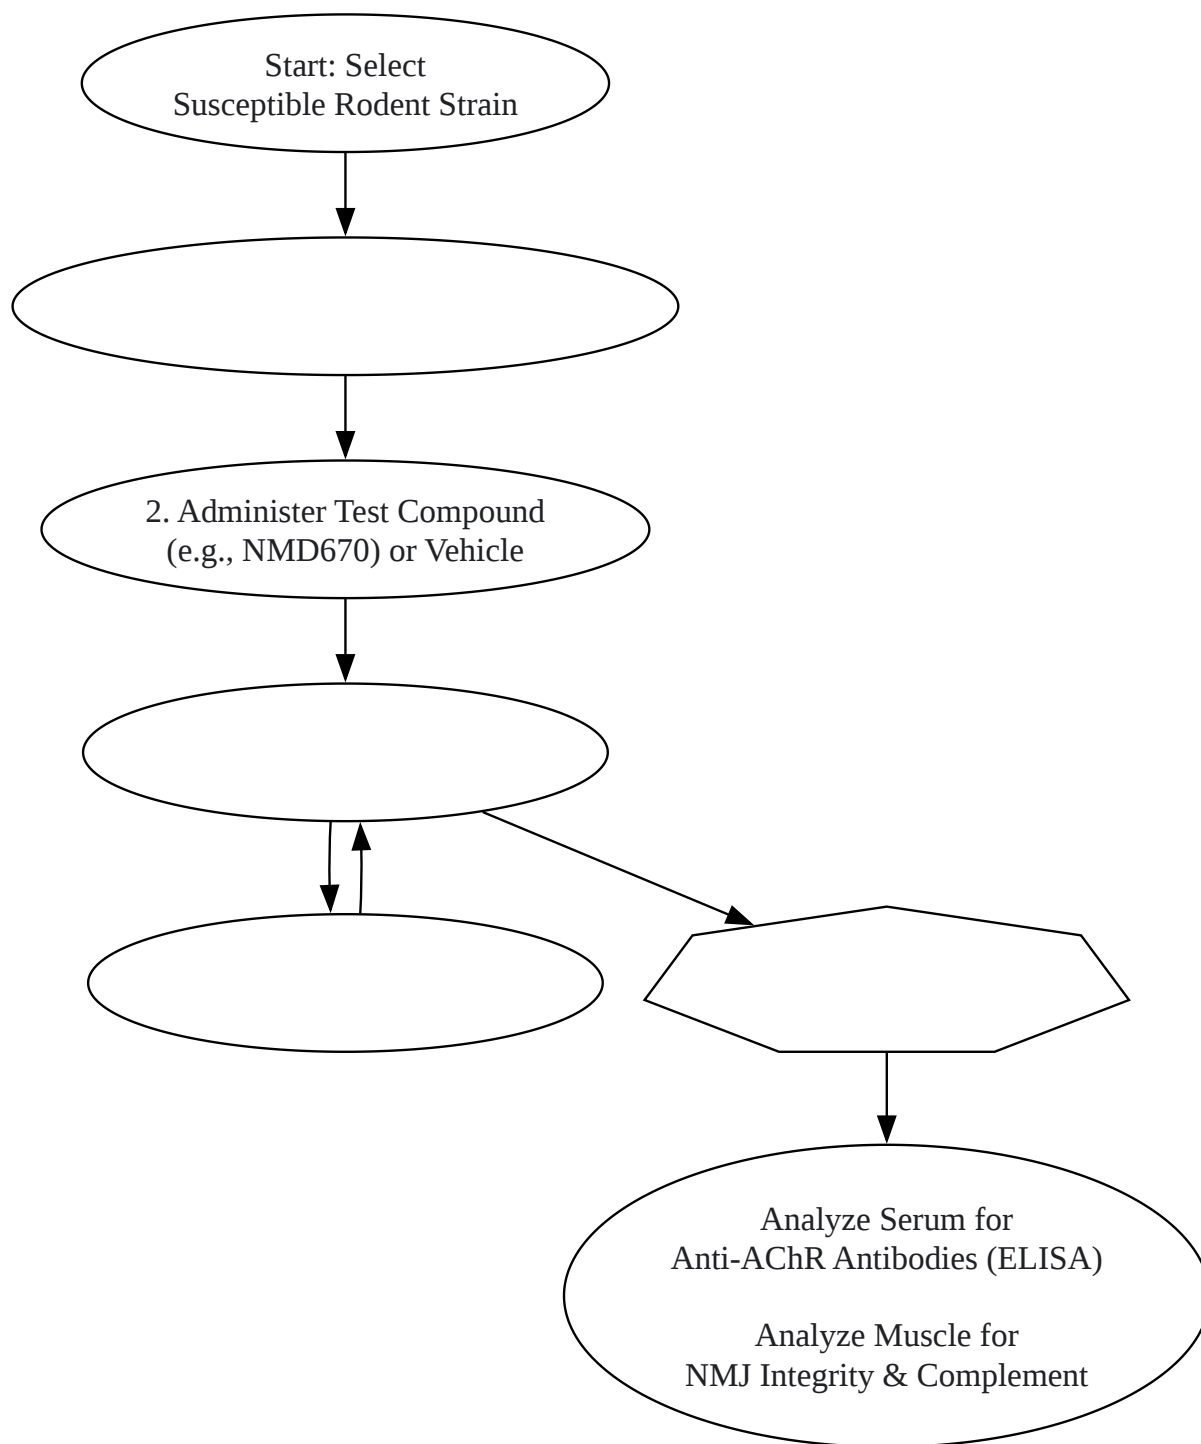 Start: Select
Susceptible Rodent Strain
2. Administer Test Compound
(e.g., NMD670) or Vehicle
Analyze Serum for
Anti-AChR Antibodies (ELISA)
Analyze Muscle for
NMJ Integrity & Complement